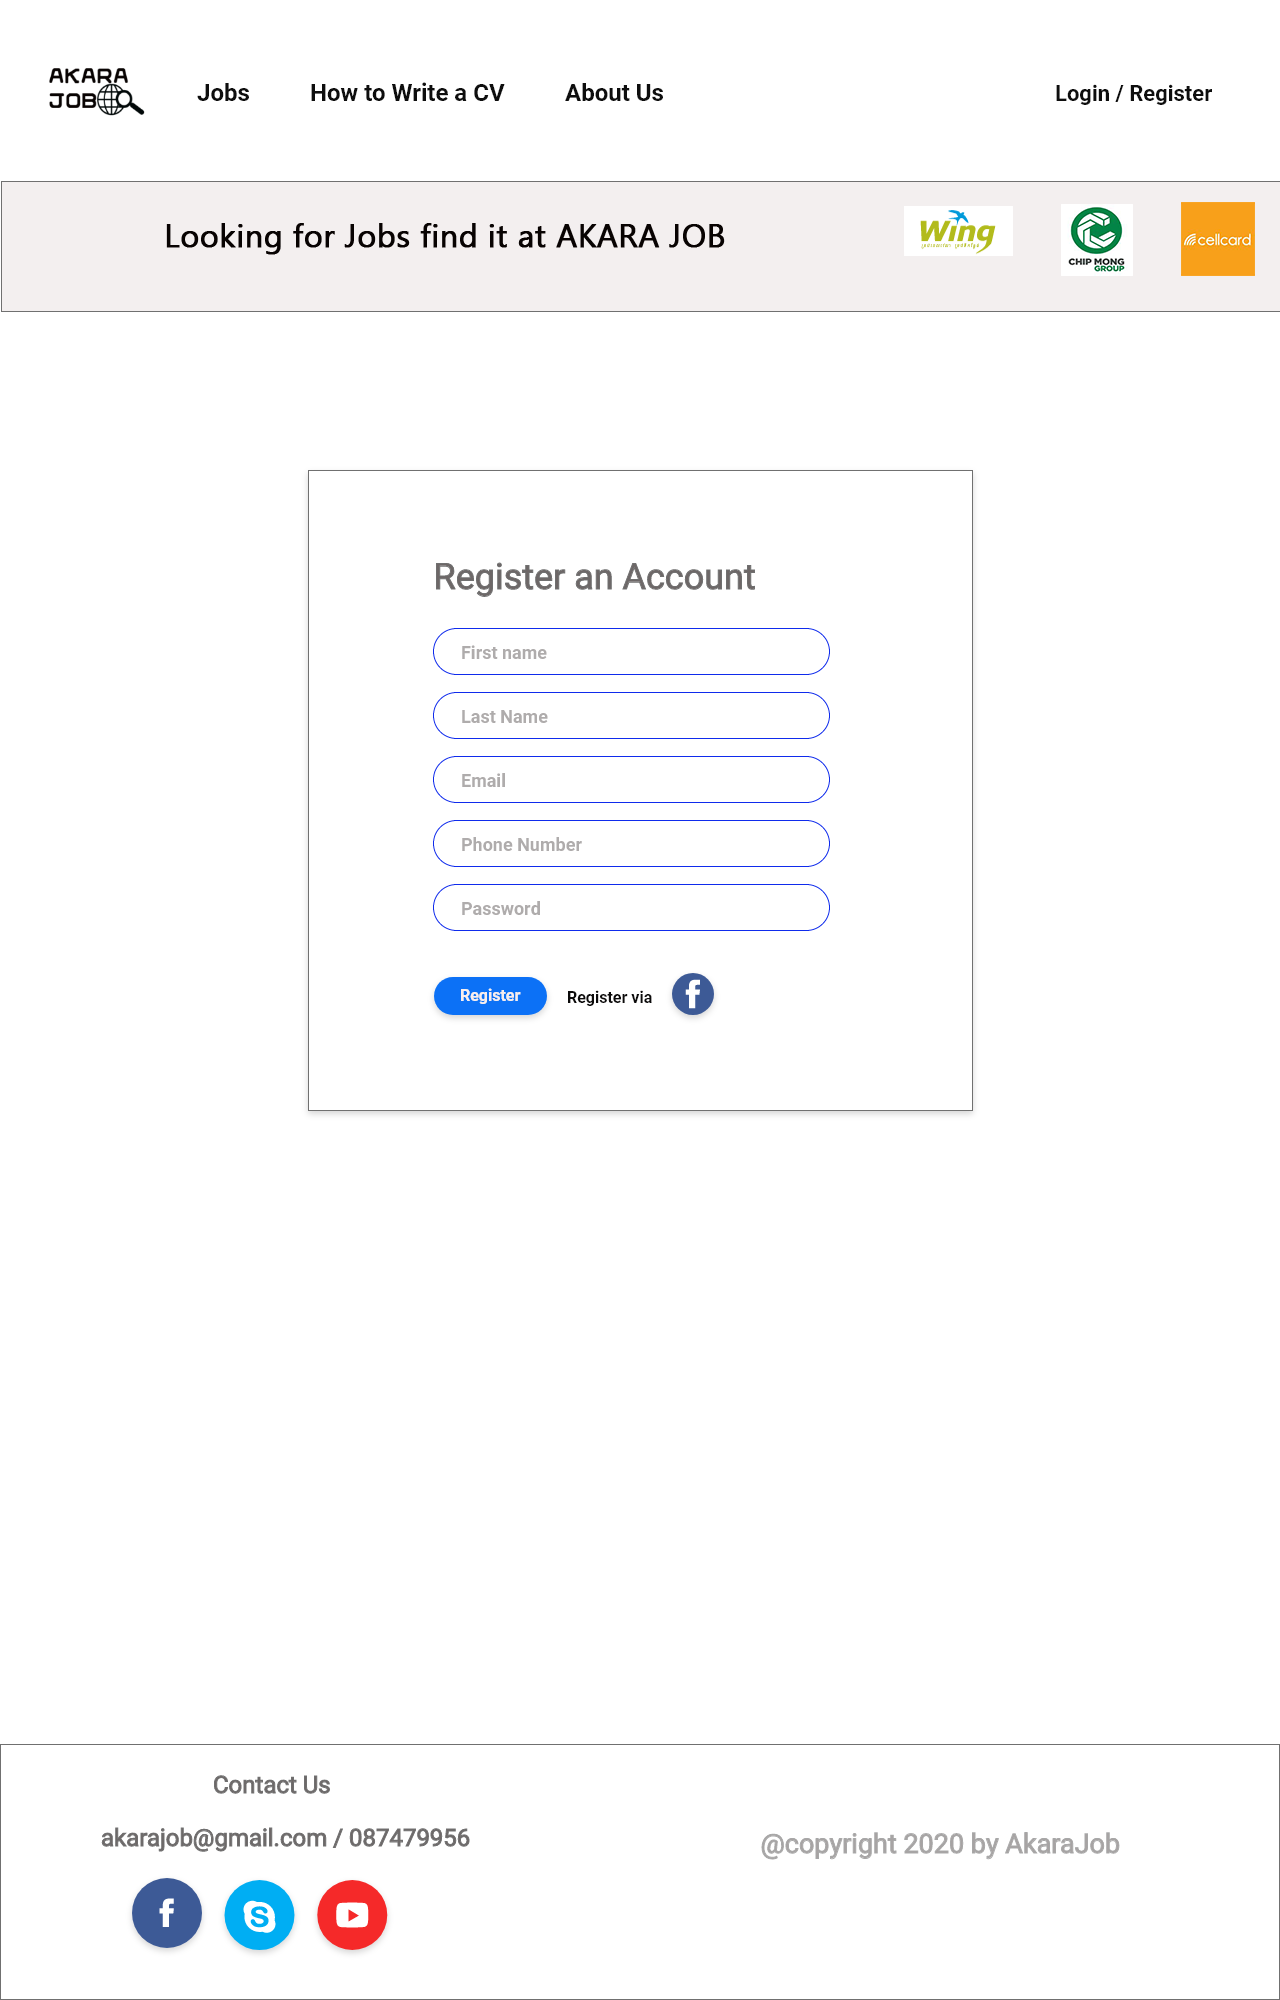 AKARA
JOB
Jobs
How to Write a CV
About Us
Login / Register
Looking for Jobs find it at AKARA JOB
Wing
CHIP MONG
GROUP
cellcard
Register an Account
First name
Last Name
Email
Phone Number
Password
Register
Register via
Contact Us
akarajob@gmail.com / 087479956
@copyright 2020 by AkaraJob